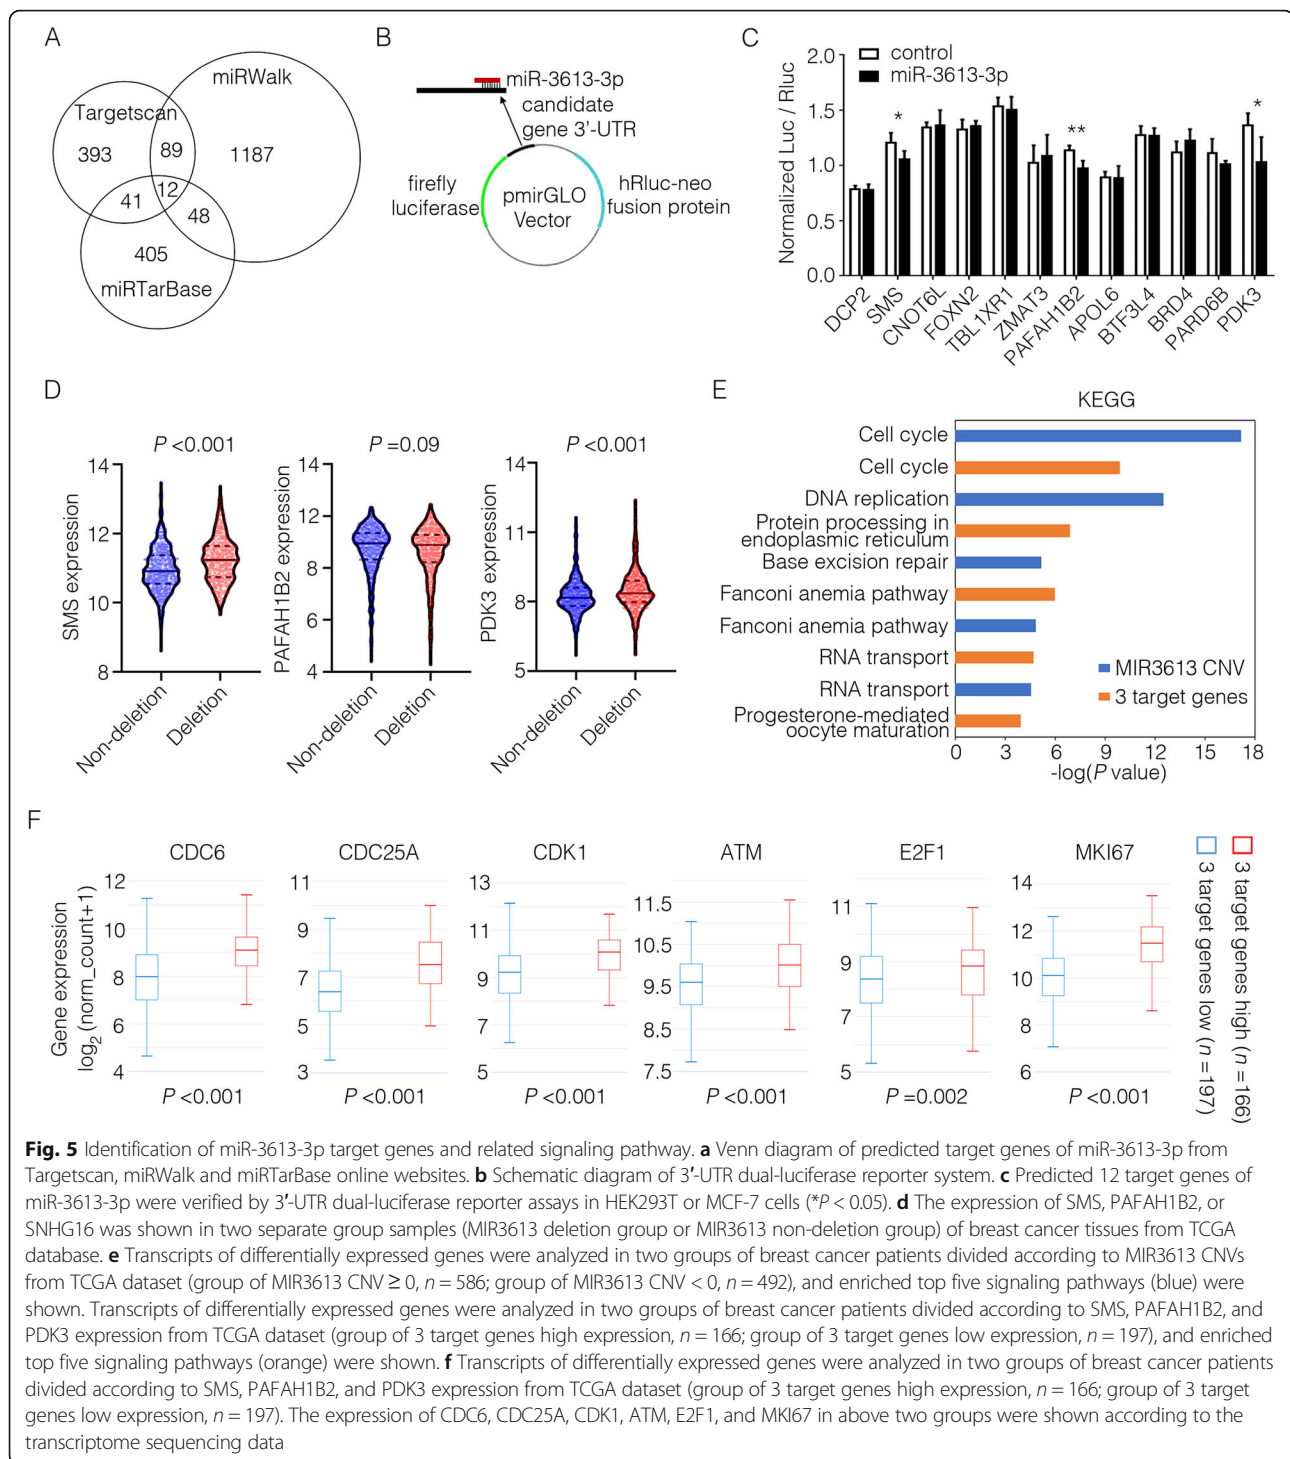 A
miRWalk
Targetscan
393
89
1187
12
41
48
405
miRTarBase
B
miR-3613-3p
candidate
gene 3'-UTR
firefly
luciferase
pmirGLO
Vector
hRluc-neo
fusion protein
C
control
miR-3613-3p
Normalized Luc / Rluc
2.0
1.5
1.0
0.5
0.0
*
**
*
DCP2
SMS
CNOT6L
FOXN2
TBL1XR1
ZMAT3
PAFAH1B2
APOL6
BTF3L4
BRD4
PARD6B
PDK3
D
P <0.001
SMS expression
14
12
10
8
Non-deletion
Deletion
P =0.09
PAFAH1B2 expression
14
12
10
8
6
4
Non-deletion
Deletion
P <0.001
PDK3 expression
14
11
8
5
Non-deletion
Deletion
E
KEGG
Cell cycle
Cell cycle
DNA replication
Protein processing in
endoplasmic reticulum
Base excision repair
Fanconi anemia pathway
Fanconi anemia pathway
RNA transport
RNA transport
Progesterone-mediated
oocyte maturation
MIR3613 CNV
3 target genes
0 3 6 9 12 15 18
-log(P value)
F
Gene expression
log2 (norm_count+1)
CDC6
12
10
8
6
4
P <0.001
CDC25A
11
9
7
5
3
P <0.001
CDK1
13
11
9
7
5
P <0.001
ATM
11.5
10.5
9.5
8.5
7.5
P <0.001
E2F1
11
9
7
5
P =0.002
MKI67
14
12
10
8
6
P <0.001
3 target genes low (n =197)
3 target genes high (n =166)
Fig. 5 Identification of miR-3613-3p target genes and related signaling pathway. a Venn diagram of predicted target genes of miR-3613-3p from
Targetscan, miRWalk and miRTarBase online websites. b Schematic diagram of 3′-UTR dual-luciferase reporter system. c Predicted 12 target genes of
miR-3613-3p were verified by 3′-UTR dual-luciferase reporter assays in HEK293T or MCF-7 cells (*P < 0.05). d The expression of SMS, PAFAH1B2, or
SNHG16 was shown in two separate group samples (MIR3613 deletion group or MIR3613 non-deletion group) of breast cancer tissues from TCGA
database. e Transcripts of differentially expressed genes were analyzed in two groups of breast cancer patients divided according to MIR3613 CNVs
from TCGA dataset (group of MIR3613 CNV ≥ 0, n = 586; group of MIR3613 CNV < 0, n = 492), and enriched top five signaling pathways (blue) were
shown. Transcripts of differentially expressed genes were analyzed in two groups of breast cancer patients divided according to SMS, PAFAH1B2, and
PDK3 expression from TCGA dataset (group of 3 target genes high expression, n = 166; group of 3 target genes low expression, n = 197), and enriched
top five signaling pathways (orange) were shown. f Transcripts of differentially expressed genes were analyzed in two groups of breast cancer patients
divided according to SMS, PAFAH1B2, and PDK3 expression from TCGA dataset (group of 3 target genes high expression, n = 166; group of 3 target
genes low expression, n = 197). The expression of CDC6, CDC25A, CDK1, ATM, E2F1, and MKI67 in above two groups were shown according to the
transcriptome sequencing data